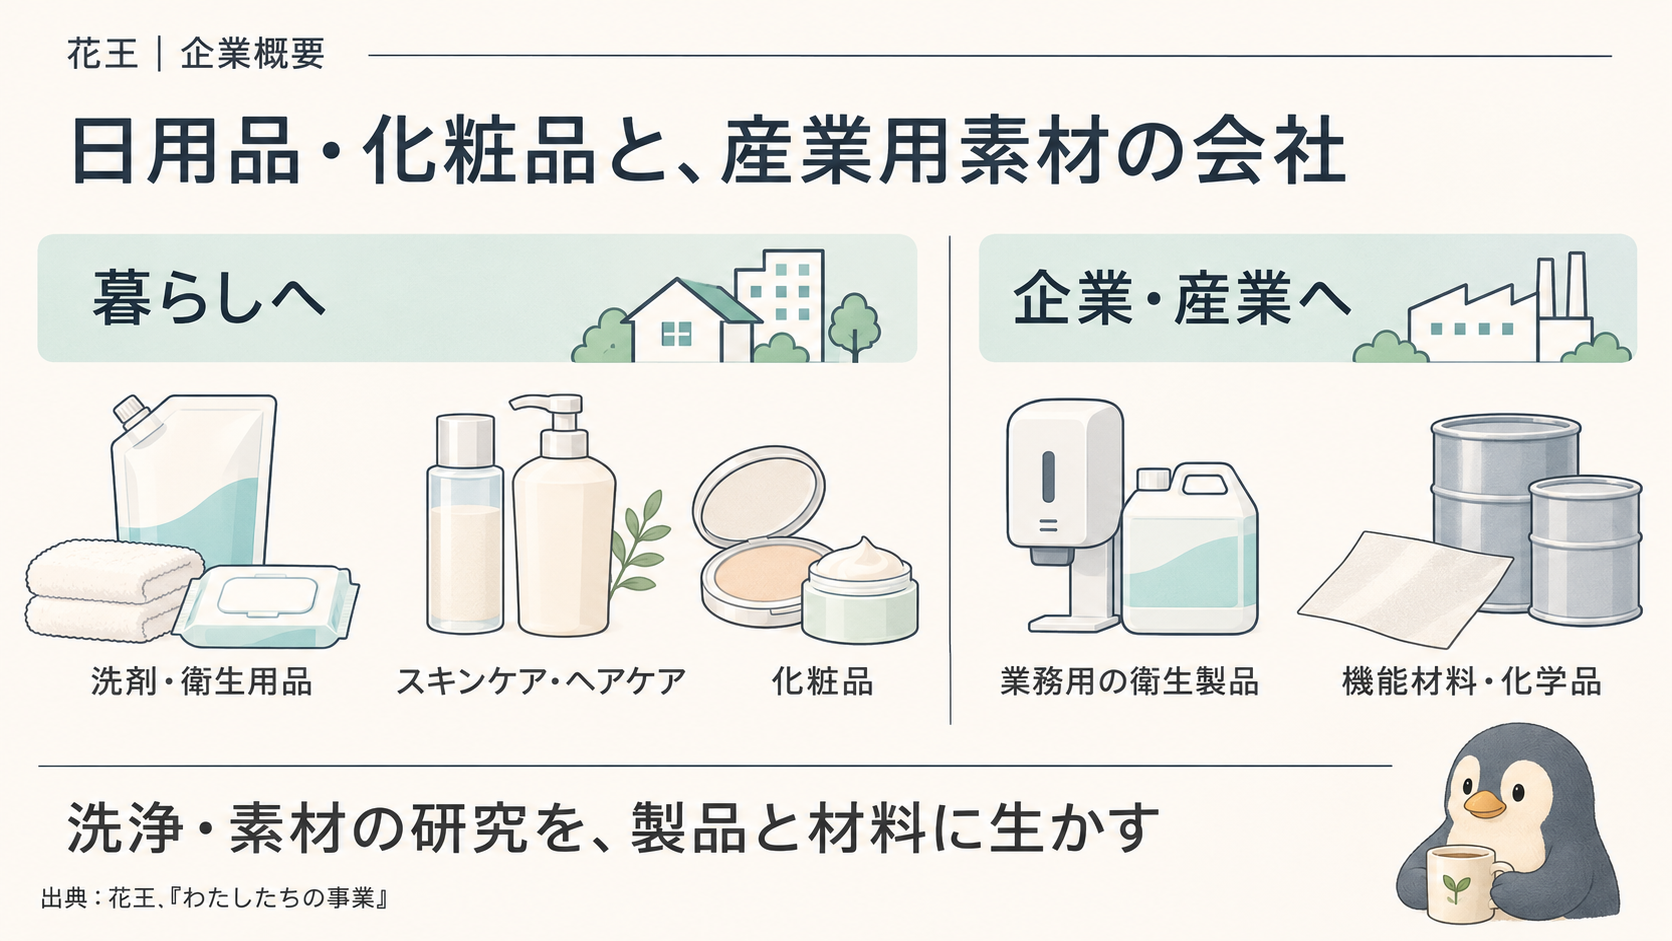 花王｜企業概要
日用品・化粧品と、産業用素材の会社
暮らしへ
企業・産業へ
洗剤・衛生用品
スキンケア・ヘアケア
化粧品
業務用の衛生製品
機能材料・化学品
洗浄・素材の研究を、製品と材料に生かす
出典：花王、『わたしたちの事業』